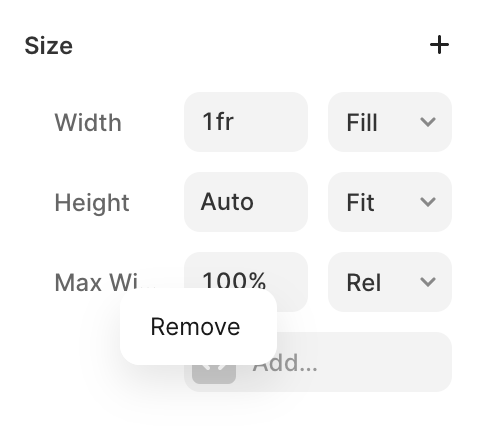 Size
Width 1fr Fill
Height Auto Fit
Max Wi... 100% Rel
Remove
Add...